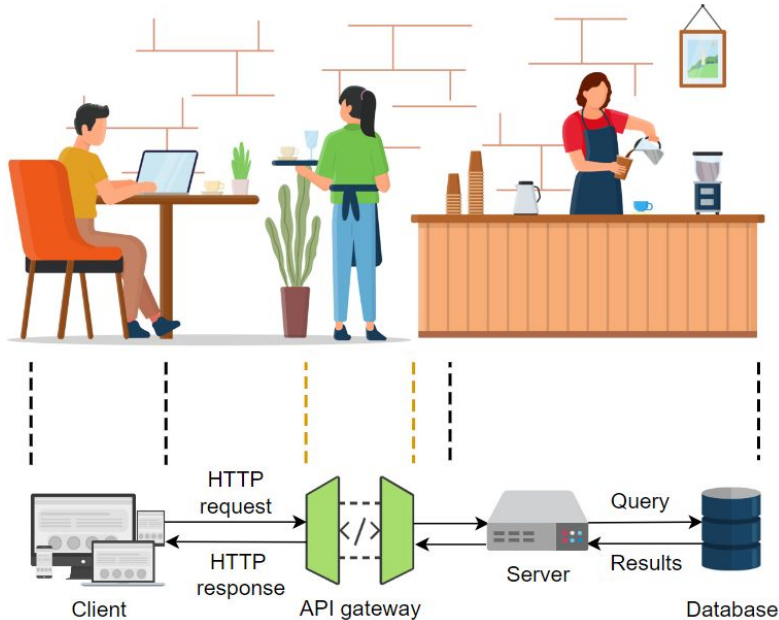 HTTP
request
HTTP
response
</>
Query
Results
Client
API gateway
Server
Database